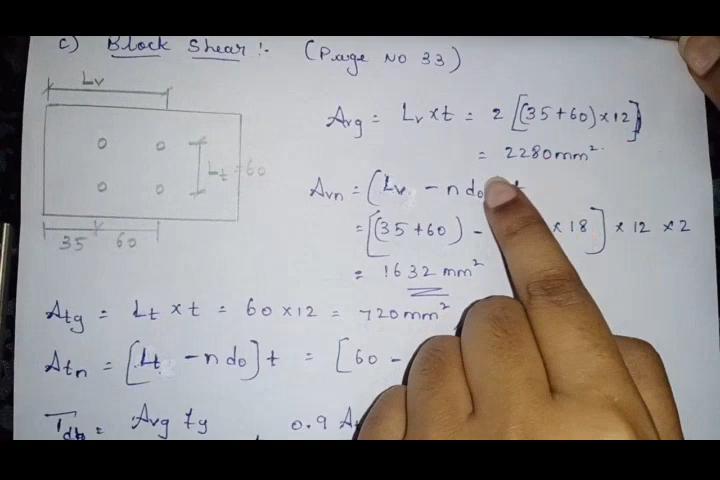 c) Block Shear :- (Page No 33)
Lv
Avg = Lv x t = 2 [(35+60) x 12]
= 2280 mm²
Lt = 60
Avn = (Lv - n do) t
= [(35+60) - x 18] x 12 x 2
35 60
= 1632 mm²
Atg = Lt x t = 60 x 12 = 720 mm²
Atn = [Lt - n do] t = [60 -
Tdb = Avg fy 0.9 A